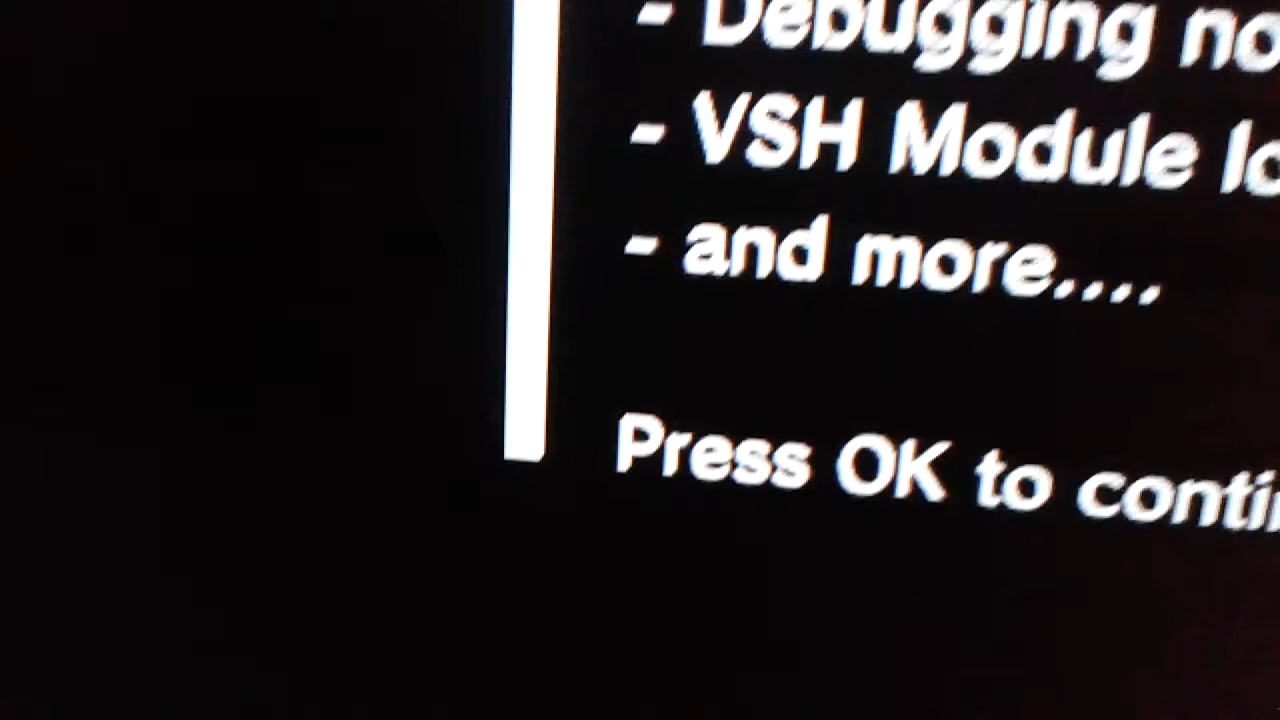 - Debugging
- VSH Module
- and more....
Press OK to